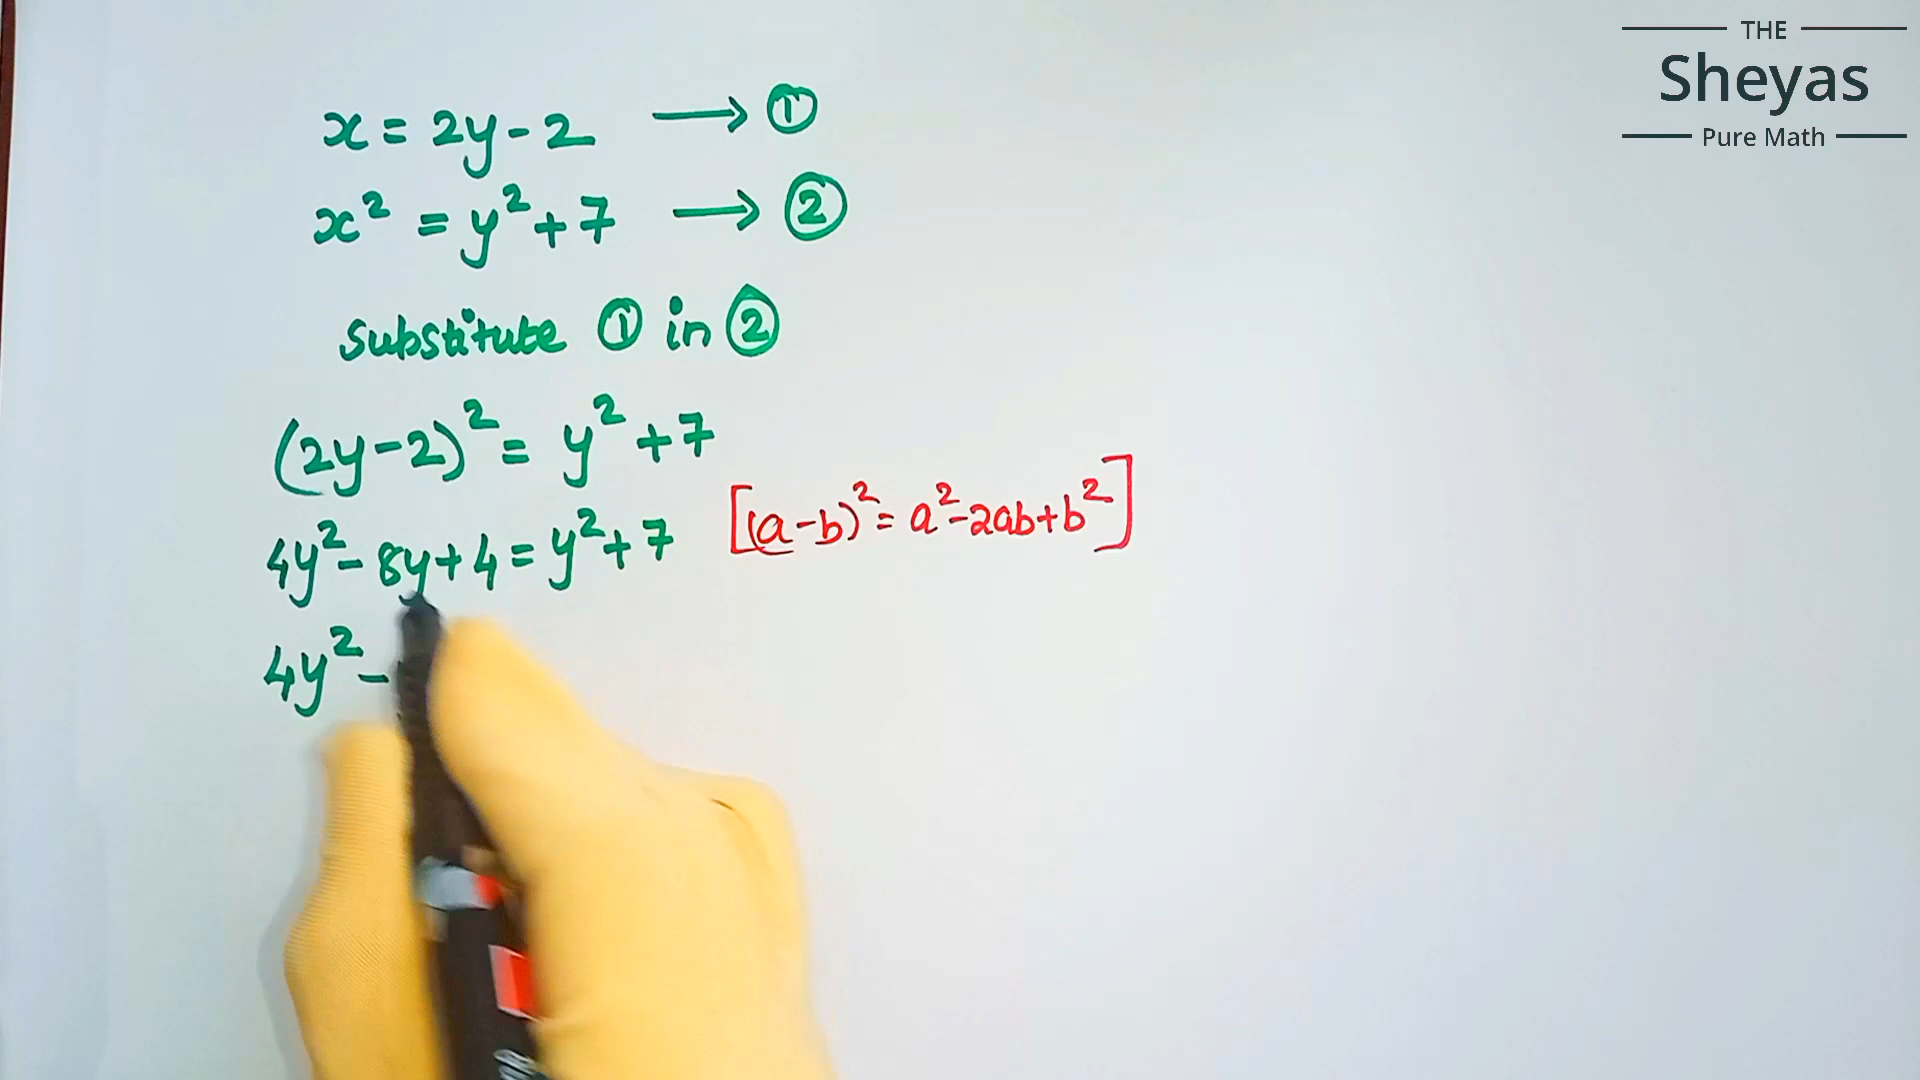 THE
Sheyas
Pure Math
x = 2y - 2 → ①
x² = y² + 7 → ②
Substitute ① in ②
(2y-2)² = y² + 7
4y² - 8y + 4 = y² + 7 [(a-b)² = a² - 2ab + b²]
4y² -